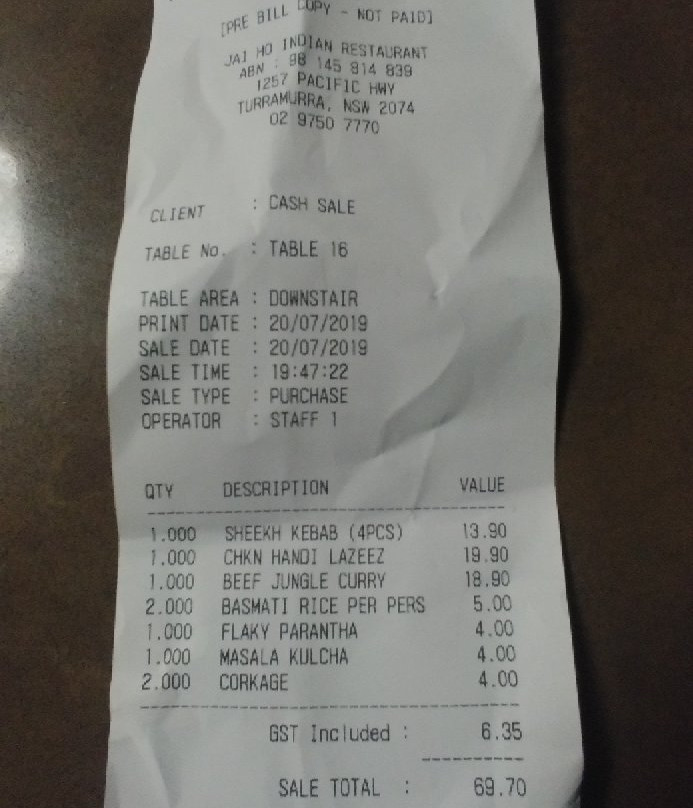 [PRE BILL COPY - NOT PAID]
JAI HO INDIAN RESTAURANT
ABN : 98 145 814 839
1257 PACIFIC HWY
TURRAMURRA, NSW 2074
02 9750 7770
CLIENT : CASH SALE
TABLE No. : TABLE 16
TABLE AREA : DOWNSTAIR
PRINT DATE : 20/07/2019
SALE DATE : 20/07/2019
SALE TIME : 19:47:22
SALE TYPE : PURCHASE
OPERATOR : STAFF 1
QTY DESCRIPTION VALUE
1.000 SHEEKH KEBAB (4PCS) 13.90
1.000 CHKN HANDI LAZEEZ 19.90
1.000 BEEF JUNGLE CURRY 18.90
2.000 BASMATI RICE PER PERS 5.00
1.000 FLAKY PARANTHA 4.00
1.000 MASALA KULCHA 4.00
2.000 CORKAGE 4.00
GST Included : 6.35
SALE TOTAL : 69.70